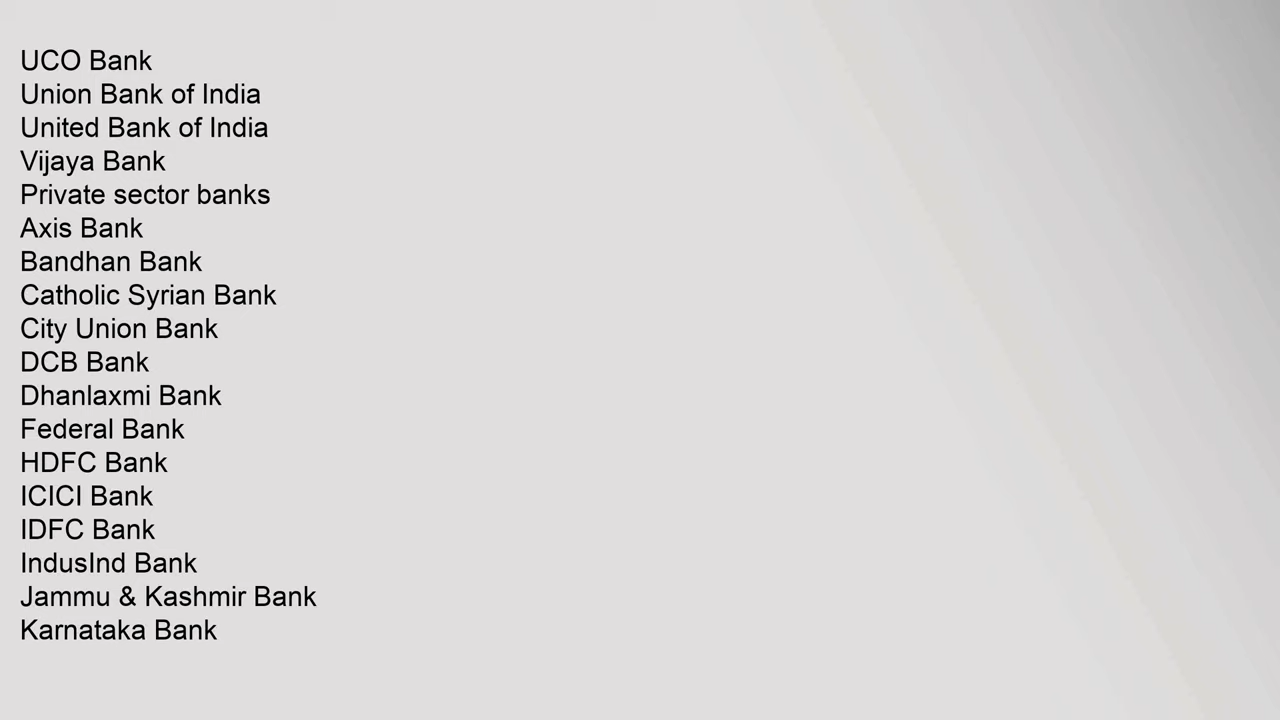 UCO Bank
Union Bank of India
United Bank of India
Vijaya Bank
Private sector banks
Axis Bank
Bandhan Bank
Catholic Syrian Bank
City Union Bank
DCB Bank
Dhanlaxmi Bank
Federal Bank
HDFC Bank
ICICI Bank
IDFC Bank
IndusInd Bank
Jammu & Kashmir Bank
Karnataka Bank